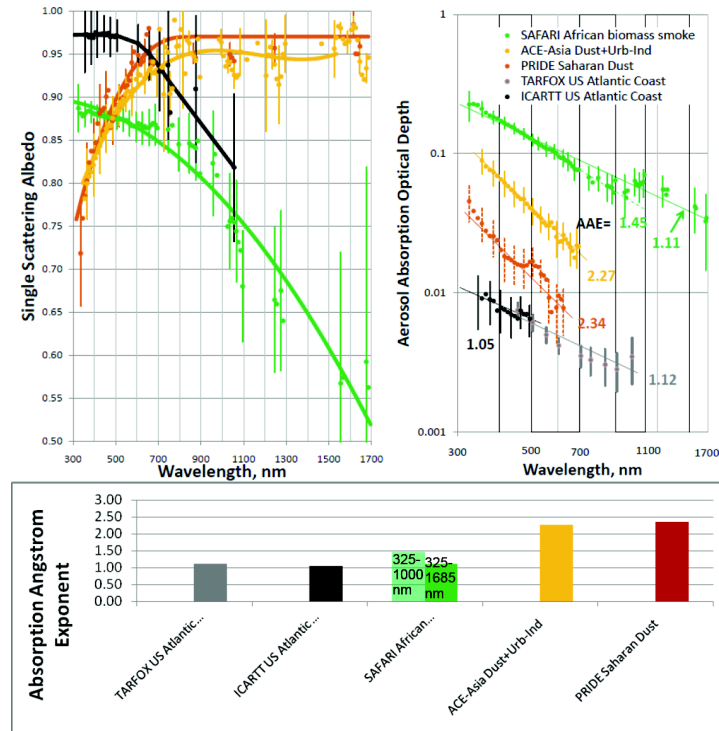 1.00
0.95
0.90
0.85
0.80
0.75
0.70
0.65
0.60
0.55
0.50
Single Scattering Albedo
300 500 700 900 1100 1300 1500 1700
Wavelength, nm
SAFARI African biomass smoke
ACE-Asia Dust+Urb-Ind
PRIDE Saharan Dust
TARFOX US Atlantic Coast
ICARTT US Atlantic Coast
Aerosol Absorption Optical Depth
1
0.1
0.01
0.001
AAE= 1.45
1.11
2.27
2.34
1.05
1.12
300 500 700 1100 1700
Wavelength, nm
Absorption Angstrom
Exponent
3.00
2.50
2.00
1.50
1.00
0.50
0.00
325-
1000
nm
325-
1685
nm
TARFOX US Atlantic...
ICARTT US Atlantic...
SAFARI African...
ACE-Asia Dust+Urb-Ind
PRIDE Saharan Dust